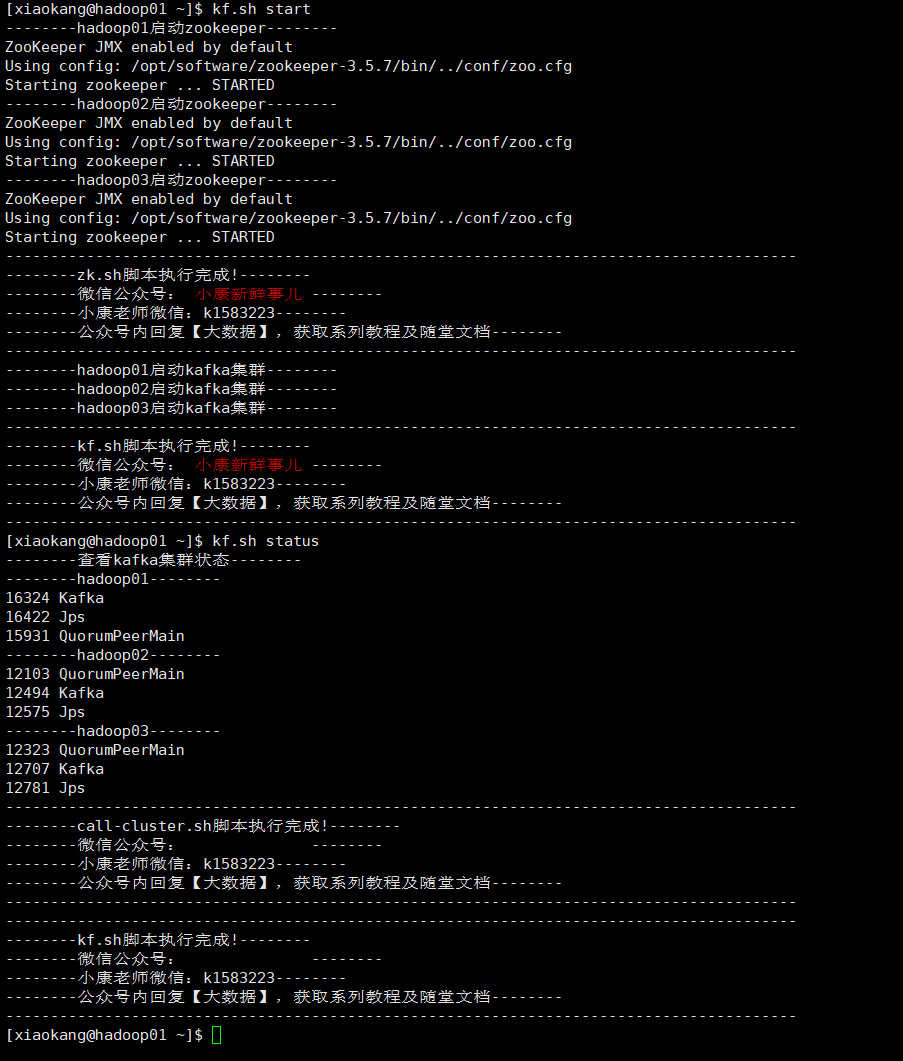 [xiaokang@hadoop01 ~]$ kf.sh start
--------hadoop01启动zookeeper--------
ZooKeeper JMX enabled by default
Using config: /opt/software/zookeeper-3.5.7/bin/../conf/zoo.cfg
Starting zookeeper ... STARTED
--------hadoop02启动zookeeper--------
ZooKeeper JMX enabled by default
Using config: /opt/software/zookeeper-3.5.7/bin/../conf/zoo.cfg
Starting zookeeper ... STARTED
--------hadoop03启动zookeeper--------
ZooKeeper JMX enabled by default
Using config: /opt/software/zookeeper-3.5.7/bin/../conf/zoo.cfg
Starting zookeeper ... STARTED
----------------------------------------------------------------------------------------
--------zk.sh脚本执行完成!--------
--------微信公众号： 小康新鲜事儿 --------
--------小康老师微信：k1583223--------
--------公众号内回复【大数据】，获取系列教程及随堂文档--------
----------------------------------------------------------------------------------------
--------hadoop01启动kafka集群--------
--------hadoop02启动kafka集群--------
--------hadoop03启动kafka集群--------
----------------------------------------------------------------------------------------
--------kf.sh脚本执行完成!--------
--------微信公众号： 小康新鲜事儿 --------
--------小康老师微信：k1583223--------
--------公众号内回复【大数据】，获取系列教程及随堂文档--------
----------------------------------------------------------------------------------------
[xiaokang@hadoop01 ~]$ kf.sh status
--------查看kafka集群状态--------
--------hadoop01--------
16324 Kafka
16422 Jps
15931 QuorumPeerMain
--------hadoop02--------
12103 QuorumPeerMain
12494 Kafka
12575 Jps
--------hadoop03--------
12323 QuorumPeerMain
12707 Kafka
12781 Jps
----------------------------------------------------------------------------------------
--------call-cluster.sh脚本执行完成!--------
--------微信公众号： --------
--------小康老师微信：k1583223--------
--------公众号内回复【大数据】，获取系列教程及随堂文档--------
----------------------------------------------------------------------------------------
----------------------------------------------------------------------------------------
--------kf.sh脚本执行完成!--------
--------微信公众号： --------
--------小康老师微信：k1583223--------
--------公众号内回复【大数据】，获取系列教程及随堂文档--------
----------------------------------------------------------------------------------------
[xiaokang@hadoop01 ~]$